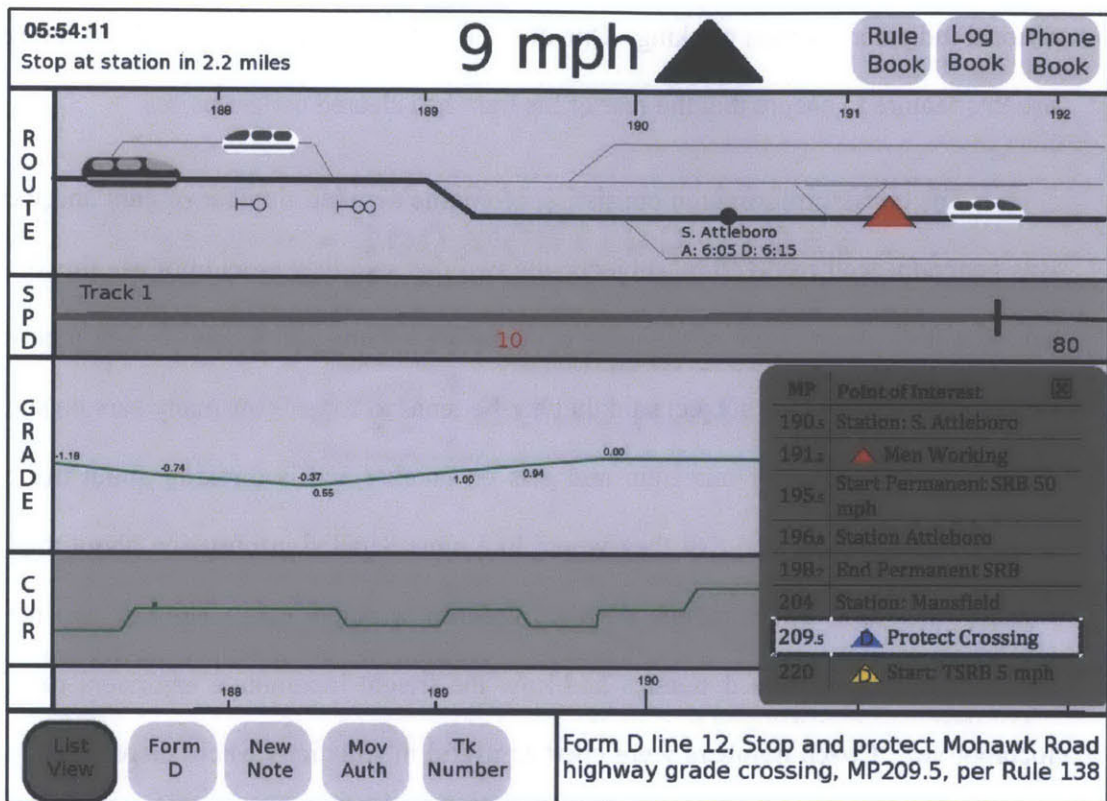 05:54:11
Stop at station in 2.2 miles
9 mph
Rule Book
Log Book
Phone Book
ROUTE
188
189
190
191
192
S. Attleboro
A: 6:05 D: 6:15
SPD
Track 1
10
80
GRADE
-1.18
-0.74
-0.37
0.55
1.00
0.94
0.00
MP Point of Interest
190.5 Station: S. Attleboro
191.2 Men Working
195.5 Start Permanent SRB 50 mph
196.8 Station Attleboro
198.7 End Permanent SRB
204 Station: Mansfield
209.5 D Protect Crossing
220 D Start: TSRB 5 mph
CUR
188
189
190
List View
Form D
New Note
Mov Auth
Tk Number
Form D line 12, Stop and protect Mohawk Road
highway grade crossing, MP209.5, per Rule 138